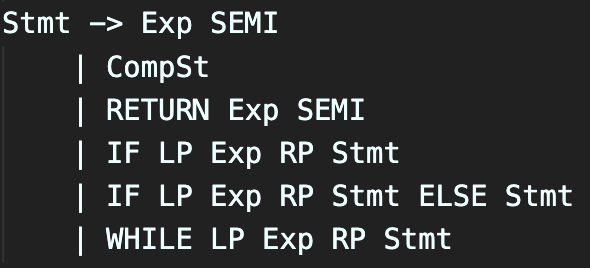 Stmt -> Exp SEMI
| CompSt
| RETURN Exp SEMI
| IF LP Exp RP Stmt
| IF LP Exp RP Stmt ELSE Stmt
| WHILE LP Exp RP Stmt